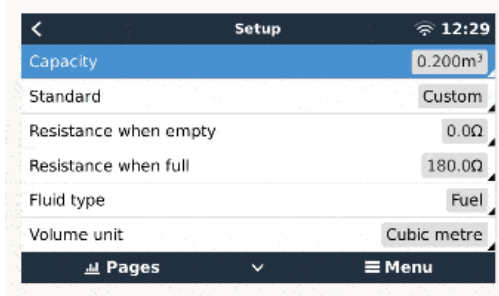 Setup 12:29
Capacity 0.200m³
Standard Custom
Resistance when empty 0.0Ω
Resistance when full 180.0Ω
Fluid type Fuel
Volume unit Cubic metre
Pages Menu